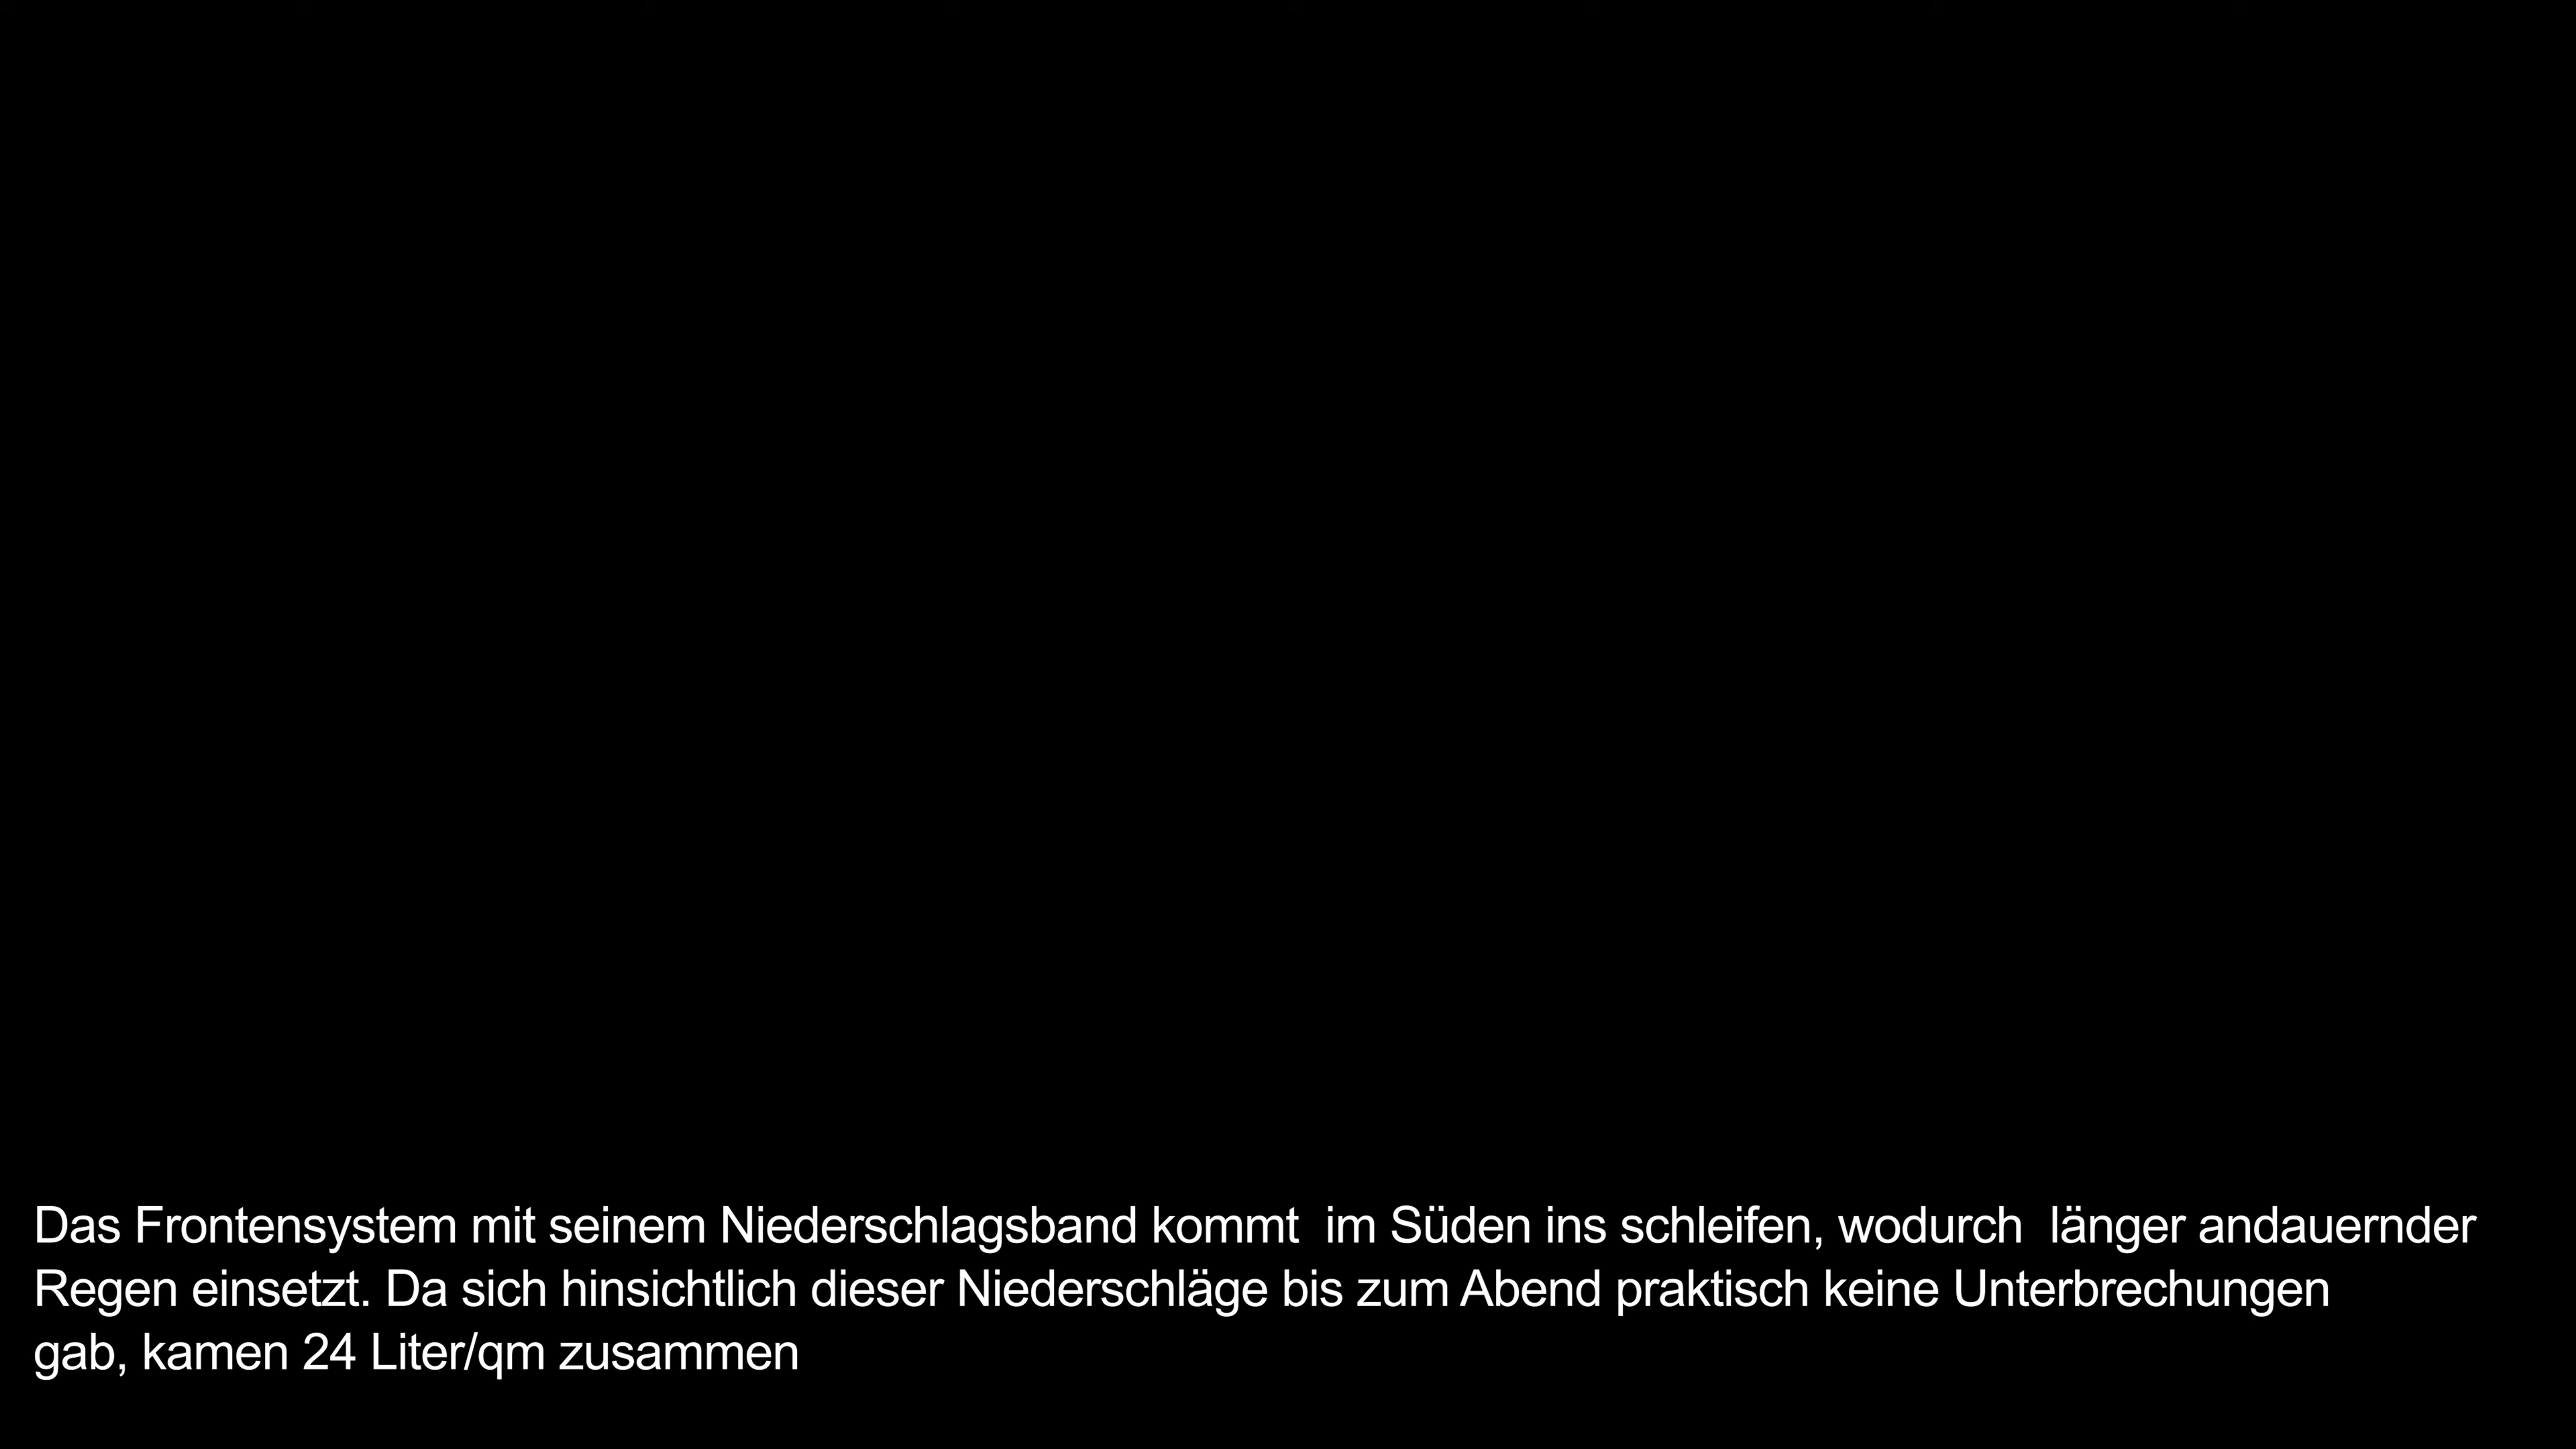 Das Frontensystem mit seinem Niederschlagsband kommt  im Süden ins schleifen, wodurch  länger andauernder
Regen einsetzt. Da sich hinsichtlich dieser Niederschläge bis zum Abend praktisch keine Unterbrechungen
gab, kamen 24 Liter/qm zusammen